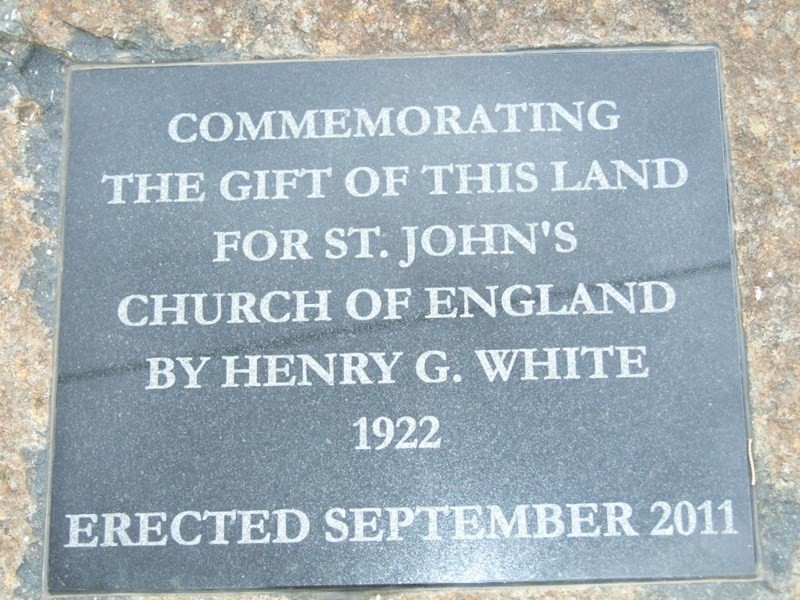 COMMEMORATING
THE GIFT OF THIS LAND
FOR ST. JOHN'S
CHURCH OF ENGLAND
BY HENRY G. WHITE
1922
ERECTED SEPTEMBER 2011